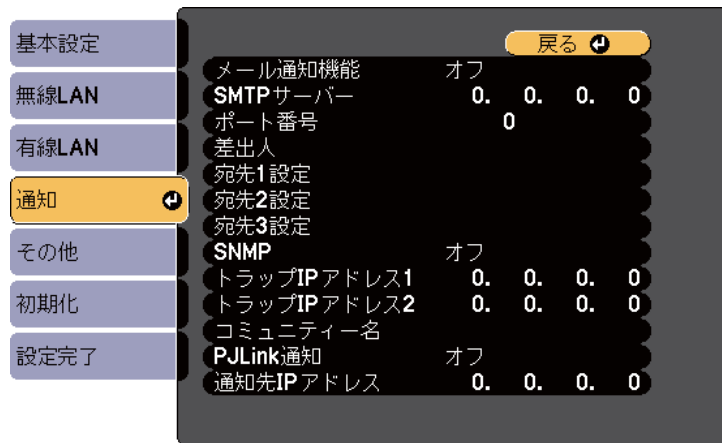 基本設定
無線LAN
有線LAN
通知
その他
初期化
設定完了
戻る
メール通知機能 オフ
SMTPサーバー 0. 0. 0. 0
ポート番号 0
差出人
宛先1設定
宛先2設定
宛先3設定
SNMP オフ
トラップIPアドレス1 0. 0. 0. 0
トラップIPアドレス2 0. 0. 0. 0
コミュニティー名
PJLink通知 オフ
通知先IPアドレス 0. 0. 0. 0